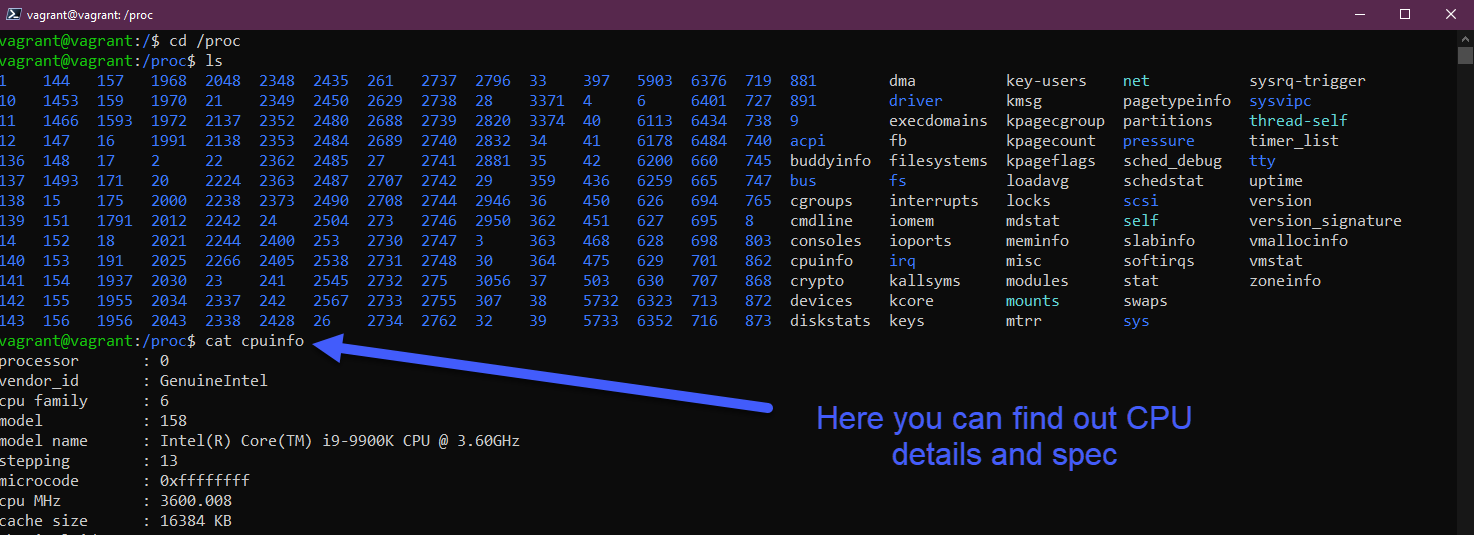 vagrant@vagrant: /proc
vagrant@vagrant:/$ cd /proc
vagrant@vagrant:/proc$ ls
1 144 157 1968 2048 2348 2435 261 2737 2796 33 397 5903 6376 719 881 dma key-users net sysrq-trigger
10 1453 159 1970 21 2349 2450 2629 2738 28 3371 4 6 6401 727 891 driver kmsg pagetypeinfo sysvipc
11 1466 1593 1972 2137 2352 2480 2688 2739 2820 3374 40 6113 6434 738 9 execdomains kpagecgroup partitions thread-self
12 147 16 1991 2138 2353 2484 2689 2740 2832 34 41 6178 6484 740 acpi fb kpagecount pressure timer_list
136 148 17 2 22 2362 2485 27 2741 2881 35 42 6200 660 745 buddyinfo filesystems kpageflags sched_debug tty
137 1493 171 20 2224 2363 2487 2707 2742 29 359 436 6259 665 747 bus fs loadavg schedstat uptime
138 15 175 2000 2238 2373 2490 2708 2744 2946 36 450 626 694 765 cgroups interrupts locks scsi version
139 151 1791 2012 2242 24 2504 273 2746 2950 362 451 627 695 8 cmdline iomem mdstat self version_signature
14 152 18 2021 2244 2400 253 2730 2747 3 363 468 628 698 803 consoles ioports meminfo slabinfo vmallocinfo
140 153 191 2025 2266 2405 2538 2731 2748 30 364 475 629 701 862 cpuinfo irq misc softirqs vmstat
141 154 1937 2030 23 241 2545 2732 275 3056 37 503 630 707 868 crypto kallsyms modules stat zoneinfo
142 155 1955 2034 2337 242 2567 2733 2755 307 38 5732 6323 713 872 devices kcore mounts swaps
143 156 1956 2043 2338 2428 26 2734 2762 32 39 5733 6352 716 873 diskstats keys mtrr sys
vagrant@vagrant:/proc$ cat cpuinfo
processor : 0
vendor_id : GenuineIntel
cpu family : 6
model : 158
model name : Intel(R) Core(TM) i9-9900K CPU @ 3.60GHz
stepping : 13
microcode : 0xffffffff
cpu MHz : 3600.008
cache size : 16384 KB
Here you can find out CPU
details and spec